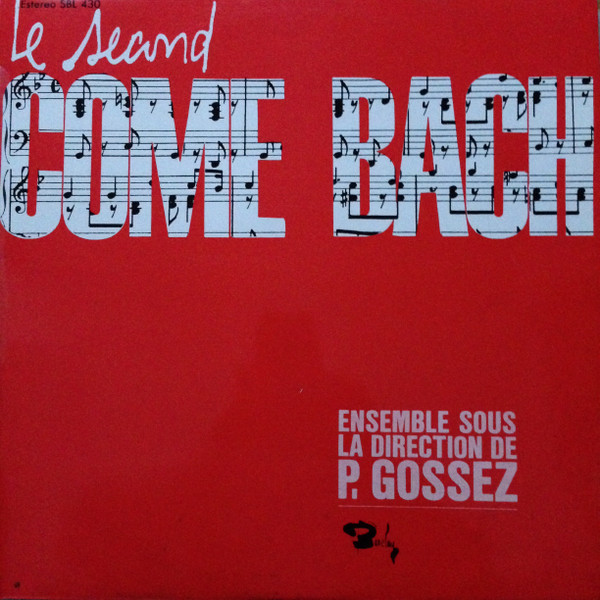 Estereo SBL 430
le second
COME BACH
ENSEMBLE SOUS
LA DIRECTION DE
P. GOSSEZ
Barclay